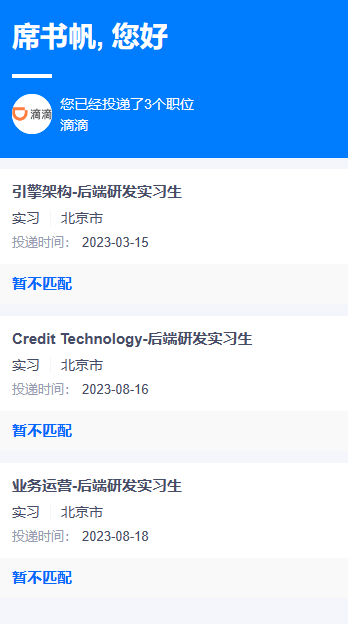 席书帆, 您好
滴滴
您已经投递了3个职位
滴滴
引擎架构-后端研发实习生
实习 北京市
投递时间: 2023-03-15
暂不匹配
Credit Technology-后端研发实习生
实习 北京市
投递时间: 2023-08-16
暂不匹配
业务运营-后端研发实习生
实习 北京市
投递时间: 2023-08-18
暂不匹配